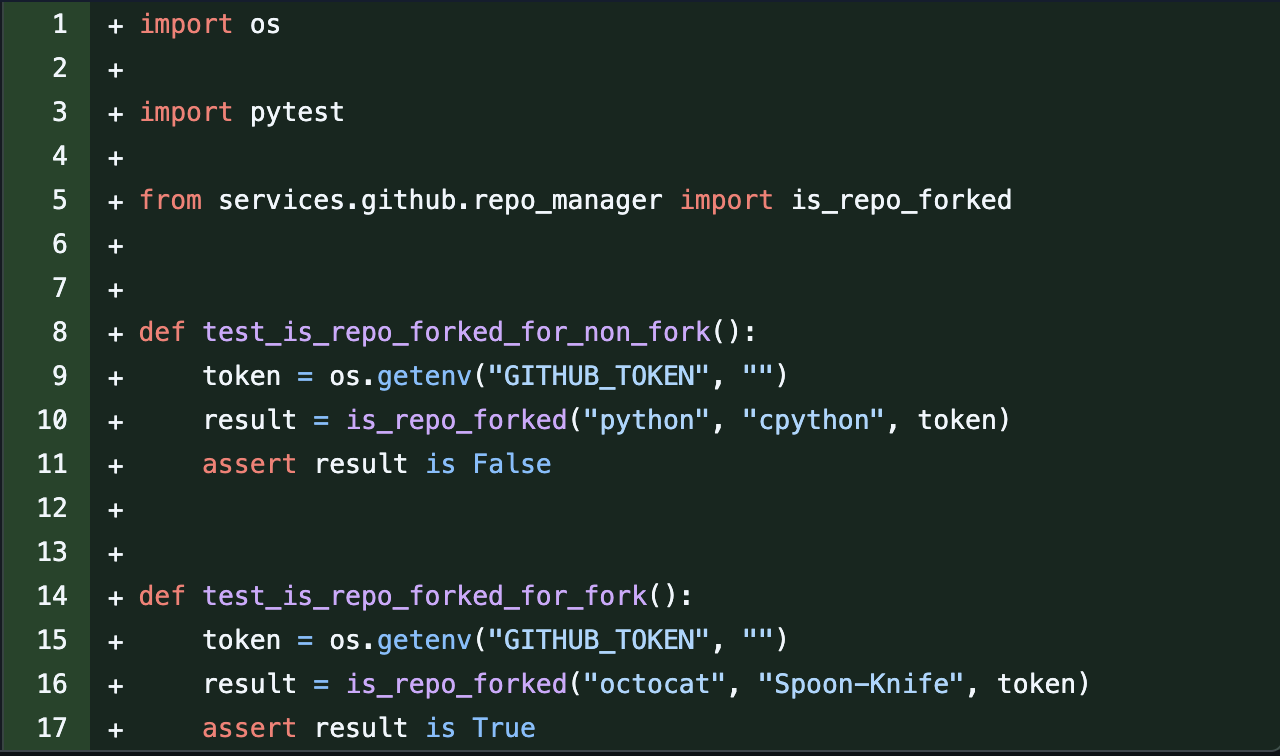 1 + import os
2 +
3 + import pytest
4 +
5 + from services.github.repo_manager import is_repo_forked
6 +
7 +
8 + def test_is_repo_forked_for_non_fork():
9 +     token = os.getenv("GITHUB_TOKEN", "")
10 +     result = is_repo_forked("python", "cpython", token)
11 +     assert result is False
12 +
13 +
14 + def test_is_repo_forked_for_fork():
15 +     token = os.getenv("GITHUB_TOKEN", "")
16 +     result = is_repo_forked("octocat", "Spoon-Knife", token)
17 +     assert result is True